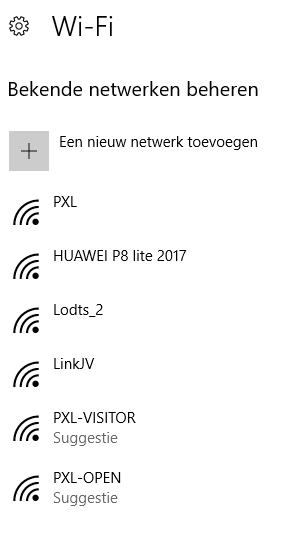 Wi-Fi
Bekende netwerken beheren
Een nieuw netwerk toevoegen
PXL
HUAWEI P8 lite 2017
Lodts_2
LinkJV
PXL-VISITOR
Suggestie
PXL-OPEN
Suggestie